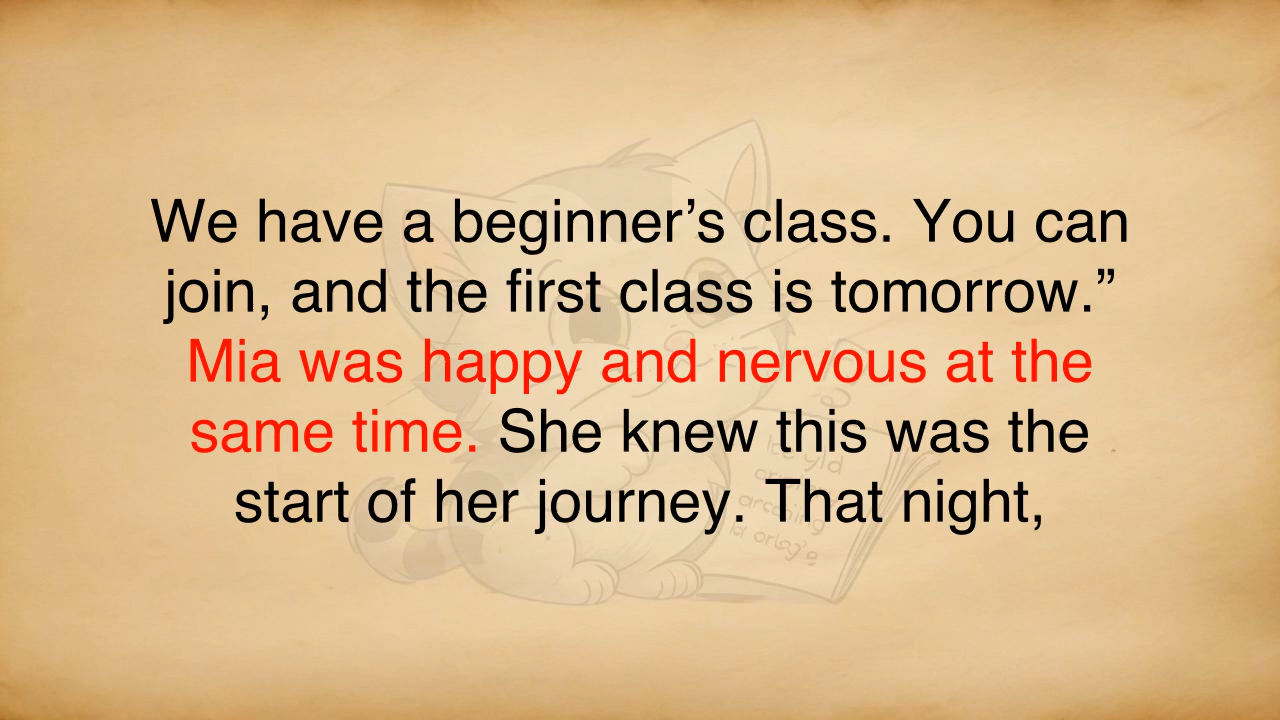 We have a beginner’s class. You can
join, and the first class is tomorrow.”
Mia was happy and nervous at the
same time. She knew this was the
start of her journey. That night,